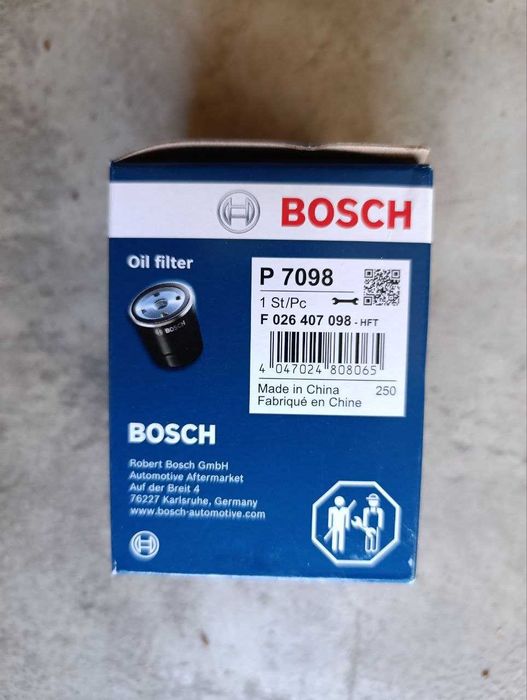 BOSCH
Oil filter
P 7098
1 St/Pc
F 026 407 098 - HFT
4 047024 808065
Made in China 250
Fabriqué en Chine
BOSCH
BOSCH
Robert Bosch GmbH
Automotive Aftermarket
Auf der Breit 4
76227 Karlsruhe, Germany
www.bosch-automotive.com